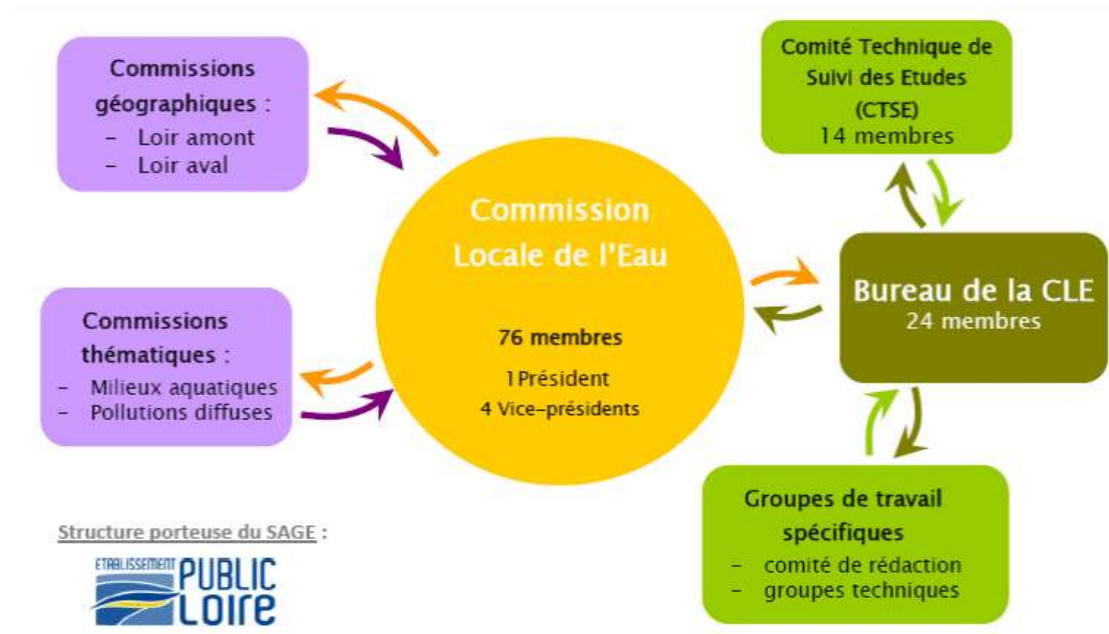 Commissions
géographiques :
– Loir amont
– Loir aval
Comité Technique de
Suivi des Etudes
(CTSE)
14 membres
Commission
Locale de l'Eau
76 membres
1Président
4 Vice-présidents
Bureau de la CLE
24 membres
Commissions
thématiques :
– Milieux aquatiques
– Pollutions diffuses
Groupes de travail
spécifiques
– comité de rédaction
– groupes techniques
Structure porteuse du SAGE :
ETABLISSEMENT PUBLIC
LOIRE